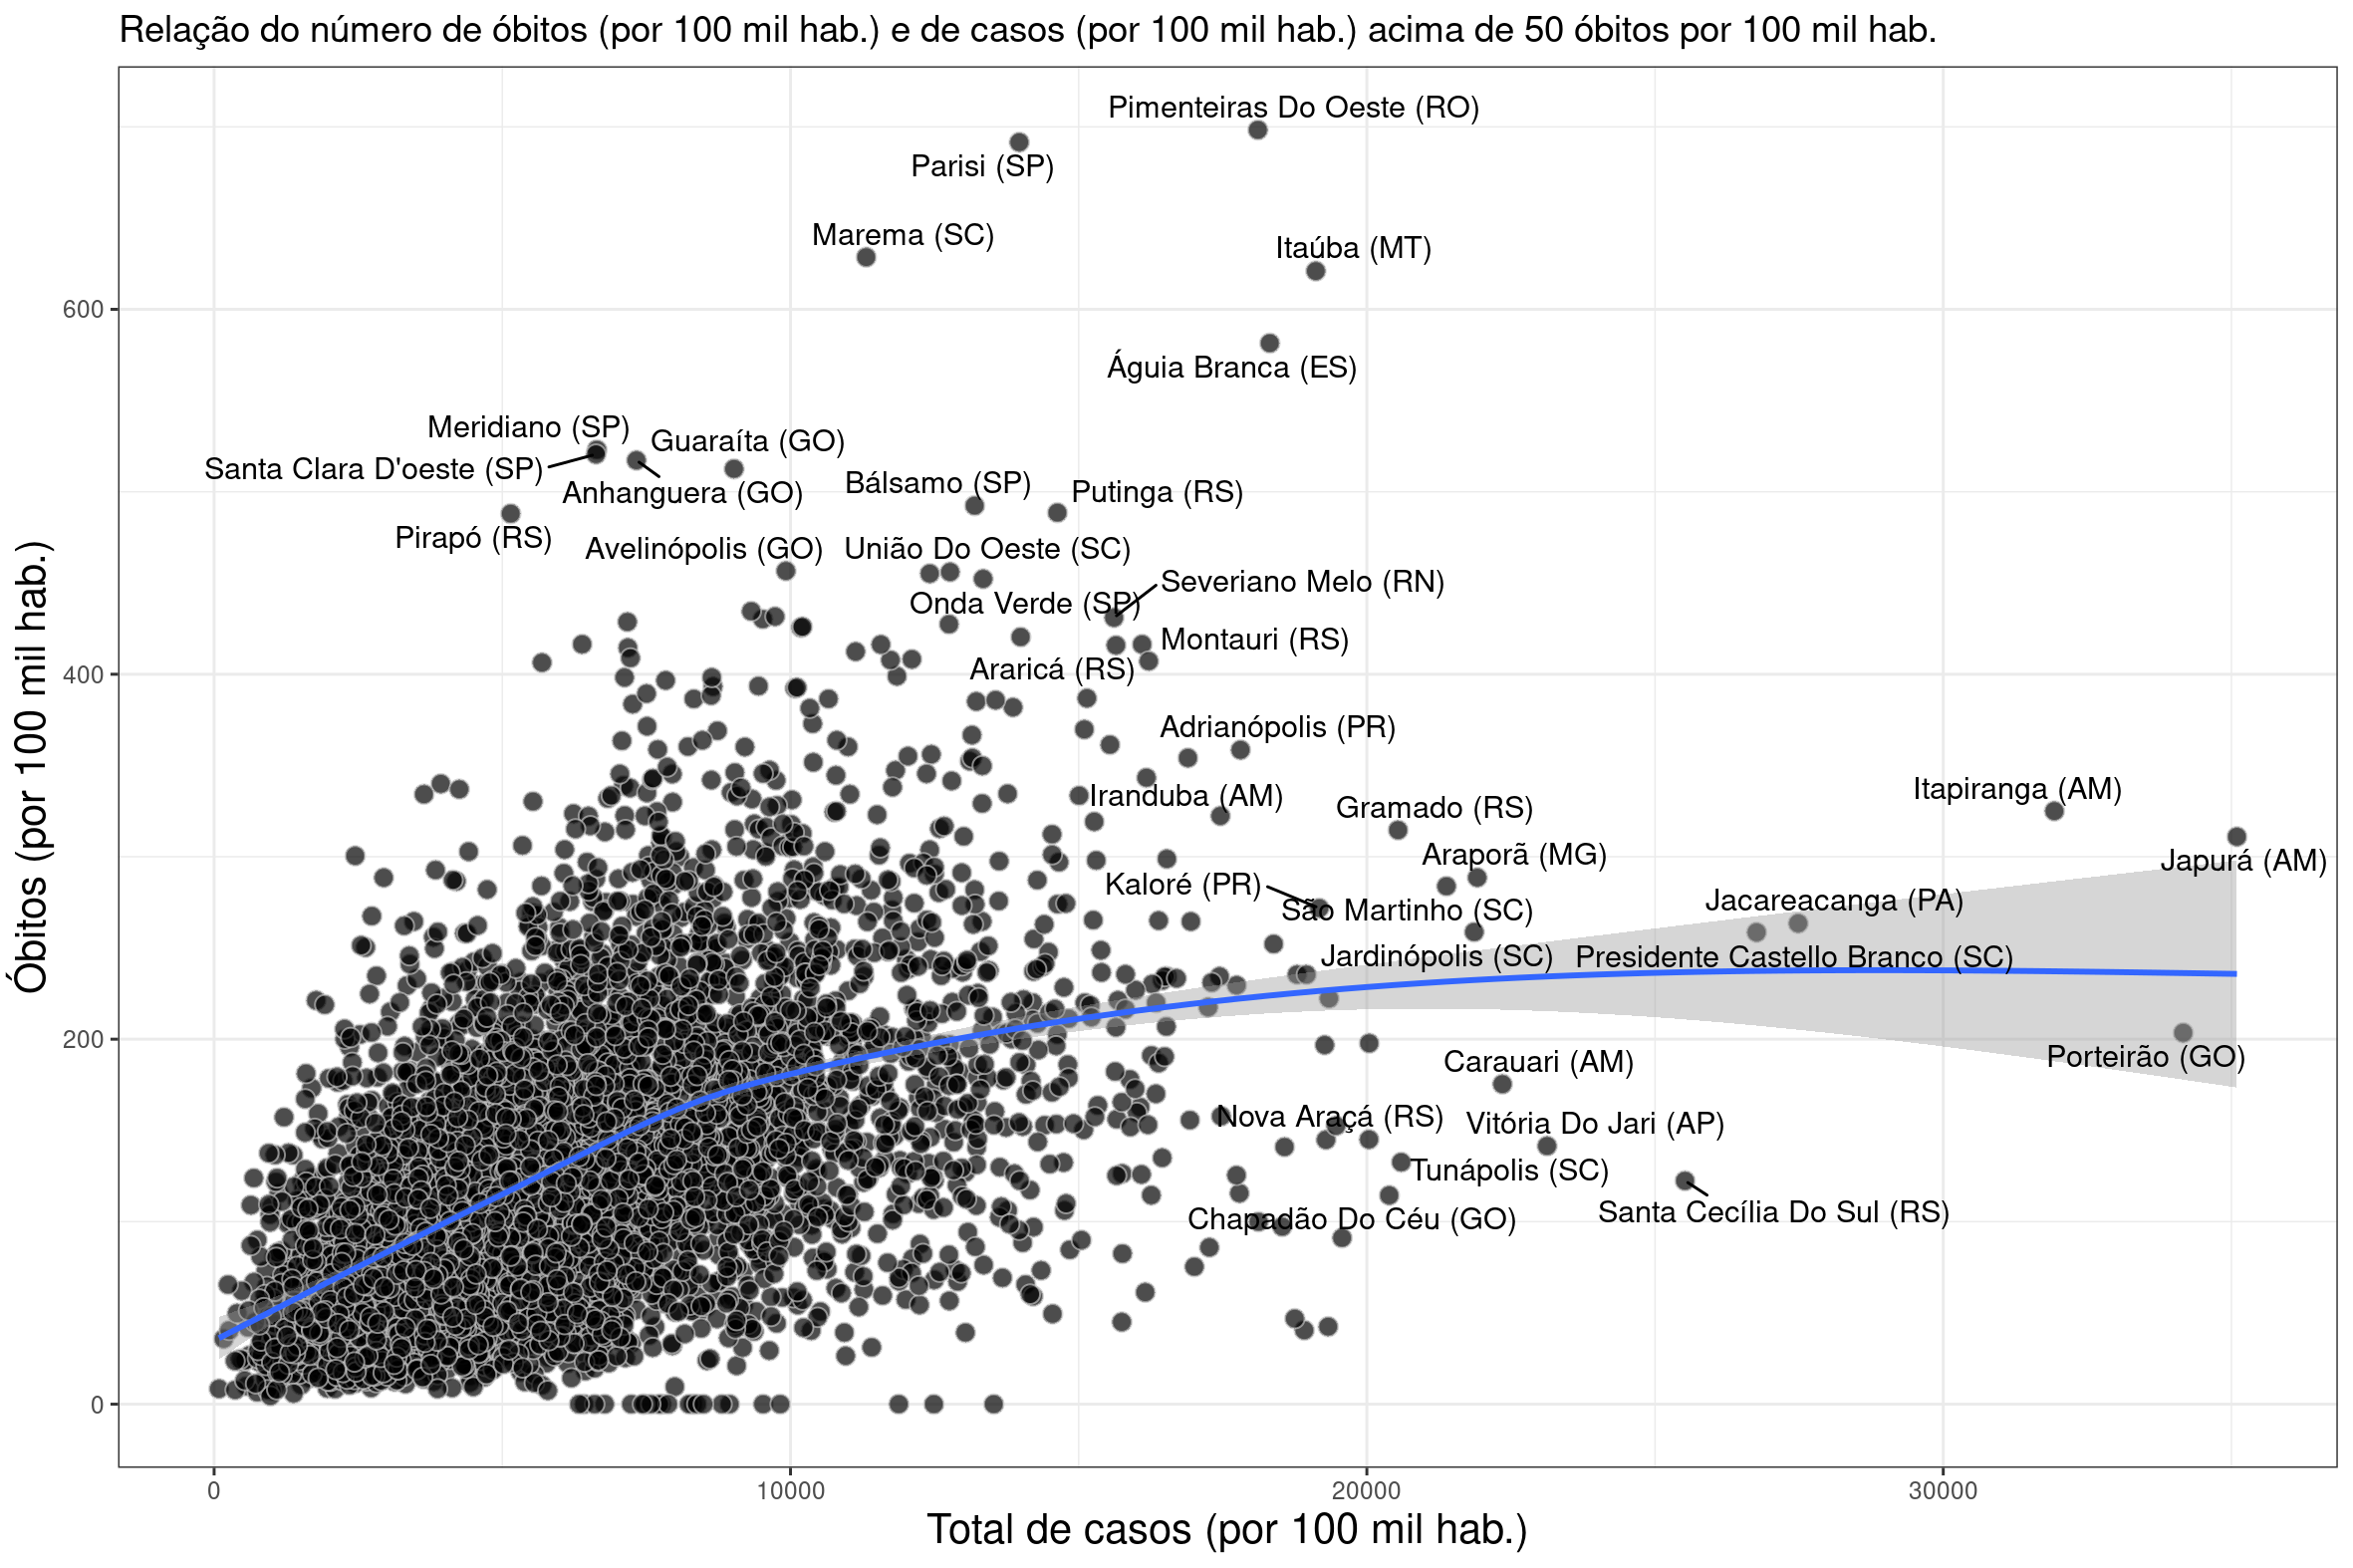 Relação do número de óbitos (por 100 mil hab.) e de casos (por 100 mil hab.) acima de 50 óbitos por 100 mil hab.
Pimenteiras Do Oeste (RO)
Parisi (SP)
Marema (SC)
Itaúba (MT)
600
Águia Branca (ES)
Meridiano (SP)
Guaraíta (GO)
Santa Clara D'oeste (SP)
Anhanguera (GO)
Bálsamo (SP)
Putinga (RS)
Pirapó (RS)
Avelinópolis (GO)
União Do Oeste (SC)
Severiano Melo (RN)
Onda Verde (SP)
Montauri (RS)
Araricá (RS)
400
Adrianópolis (PR)
Iranduba (AM)
Gramado (RS)
Itapiranga (AM)
Araporã (MG)
Japurá (AM)
Kaloré (PR)
São Martinho (SC)
Jacareacanga (PA)
Jardinópolis (SC)
Presidente Castello Branco (SC)
200
Porteirão (GO)
Carauari (AM)
Nova Araçá (RS)
Vitória Do Jari (AP)
Tunápolis (SC)
Chapadão Do Céu (GO)
Santa Cecília Do Sul (RS)
0
Óbitos (por 100 mil hab.)
0
10000
20000
30000
Total de casos (por 100 mil hab.)